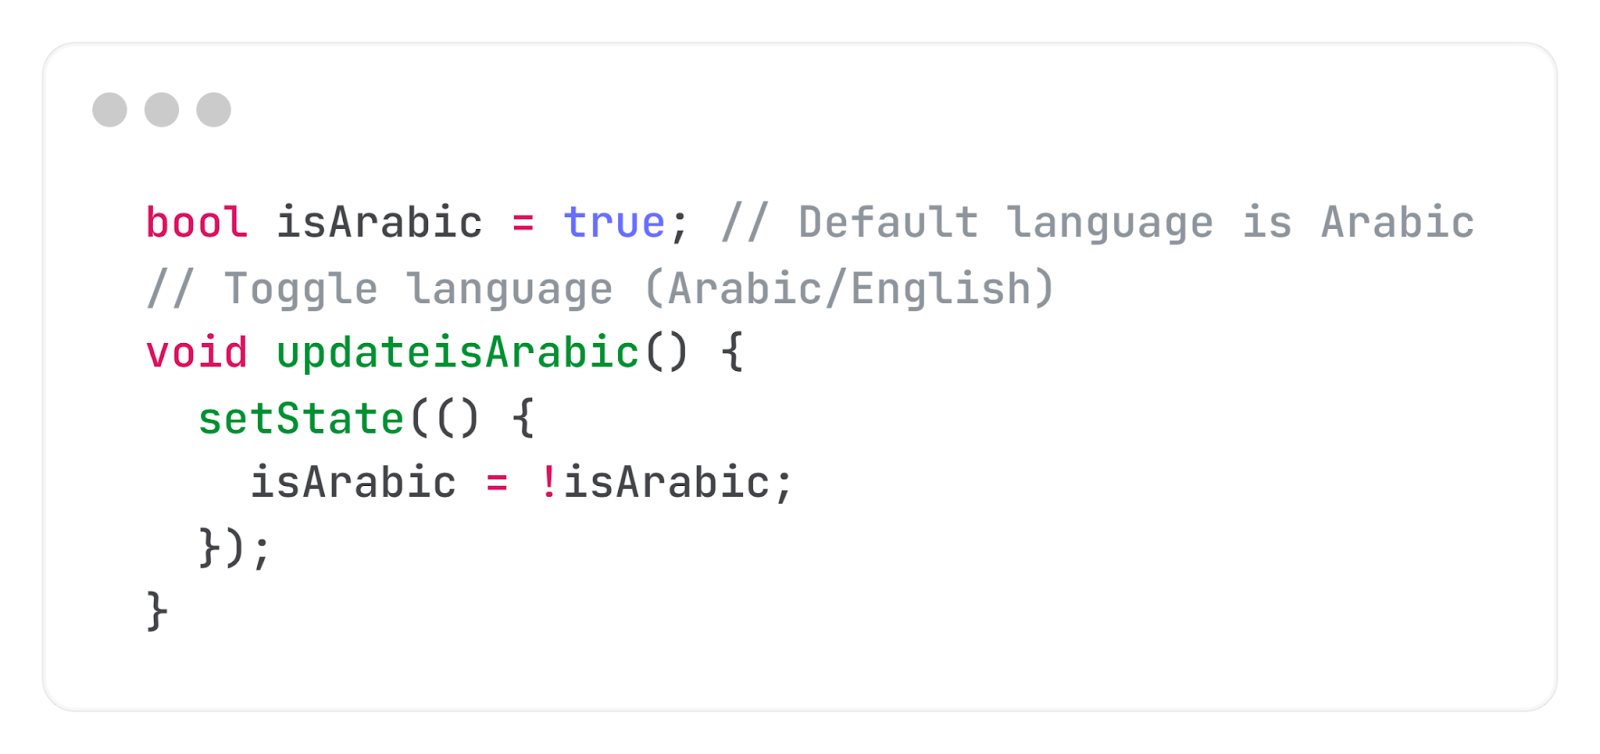 bool isArabic = true; // Default language is Arabic
// Toggle language (Arabic/English)
void updateisArabic() {
  setState(() {
    isArabic = !isArabic;
  });
}